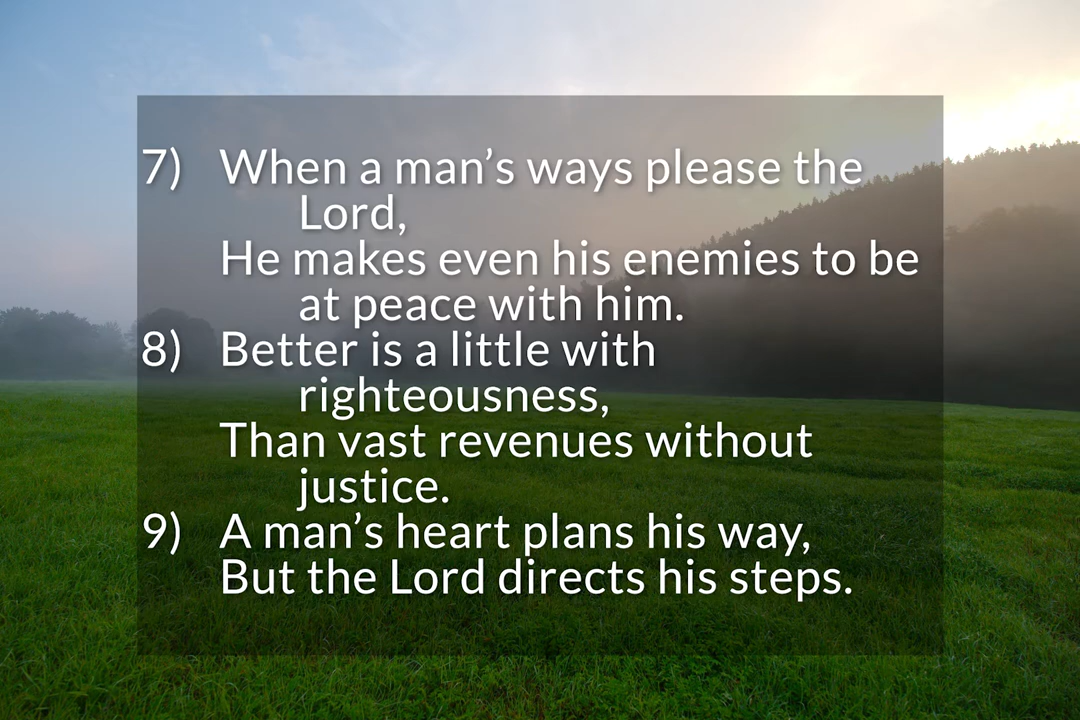 7) When a man’s ways please the
Lord,
He makes even his enemies to be
at peace with him.
8) Better is a little with
righteousness,
Than vast revenues without
justice.
9) A man’s heart plans his way,
But the Lord directs his steps.